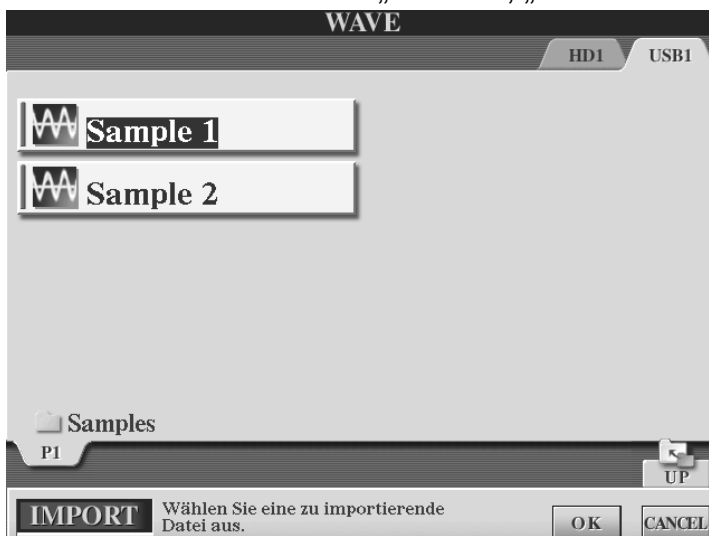 WAVE
HD1 USB1
Sample 1
Sample 2
Samples
P1
UP
IMPORT
Wählen Sie eine zu importierende
Datei aus.
OK CANCEL